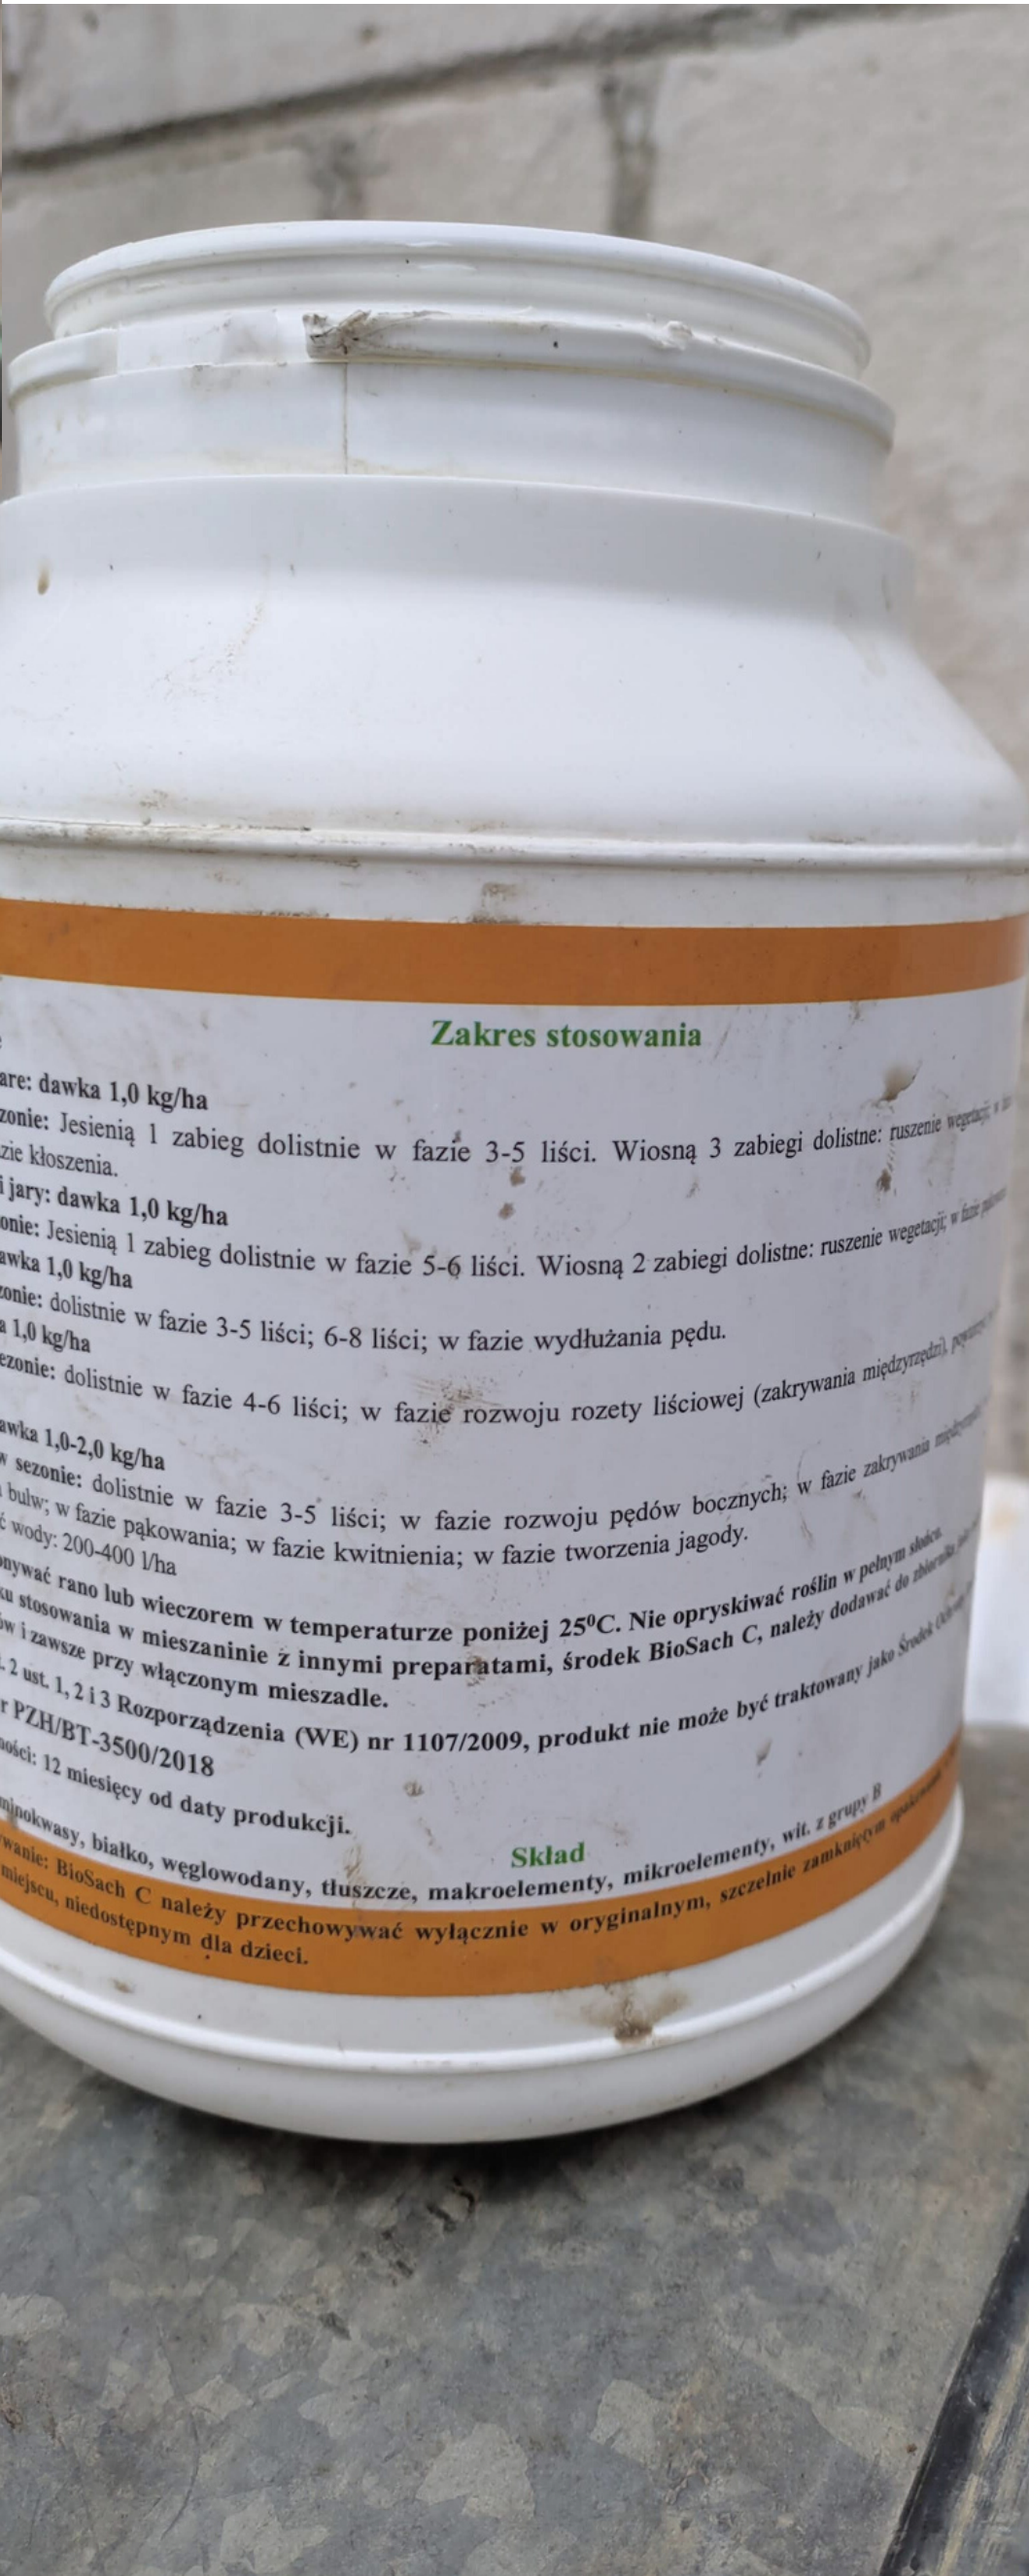 Zakres stosowania
are: dawka 1,0 kg/ha
zonie: Jesienią 1 zabieg dolistnie w fazie 3-5 liści. Wiosną 3 zabiegi dolistne: ruszenie wegetacji; w
zie kłoszenia.
i jary: dawka 1,0 kg/ha
onie: Jesienią 1 zabieg dolistnie w fazie 5-6 liści. Wiosną 2 zabiegi dolistne: ruszenie wegetacji; w fazie pąkowania
awka 1,0 kg/ha
zonie: dolistnie w fazie 3-5 liści; 6-8 liści; w fazie wydłużania pędu.
a 1,0 kg/ha
ezonie: dolistnie w fazie 4-6 liści; w fazie rozwoju rozety liściowej (zakrywania międzyrzędzi),
awka 1,0-2,0 kg/ha
w sezonie: dolistnie w fazie 3-5 liści; w fazie rozwoju pędów bocznych; w fazie zakrywania
bulw; w fazie pąkowania; w fazie kwitnienia; w fazie tworzenia jagody.
ć wody: 200-400 l/ha
onywać rano lub wieczorem w temperaturze poniżej 25⁰C. Nie opryskiwać roślin w pełnym słońcu.
ku stosowania w mieszaninie z innymi preparatami, środek BioSach C, należy dodawać do zbiornika
ów i zawsze przy włączonym mieszadle.
. 2 ust. 1, 2 i 3 Rozporządzenia (WE) nr 1107/2009, produkt nie może być traktowany jako Środek
r PZH/BT-3500/2018
ności: 12 miesięcy od daty produkcji.
Skład
minokwasy, białko, węglowodany, tłuszcze, makroelementy, mikroelementy, wit. z grupy B
ywanie: BioSach C należy przechowywać wyłącznie w oryginalnym, szczelnie zamkniętym opakowaniu,
miejscu, niedostępnym dla dzieci.